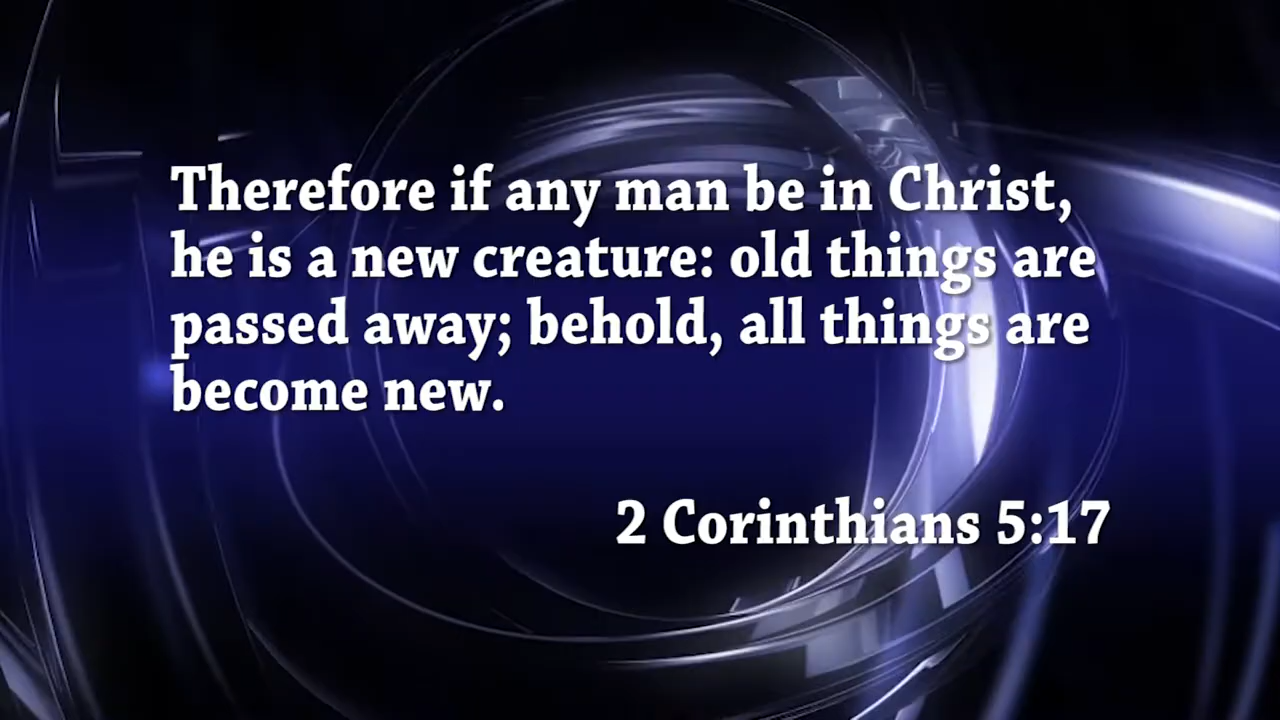 Therefore if any man be in Christ,
he is a new creature: old things are
passed away; behold, all things are
become new.
2 Corinthians 5:17